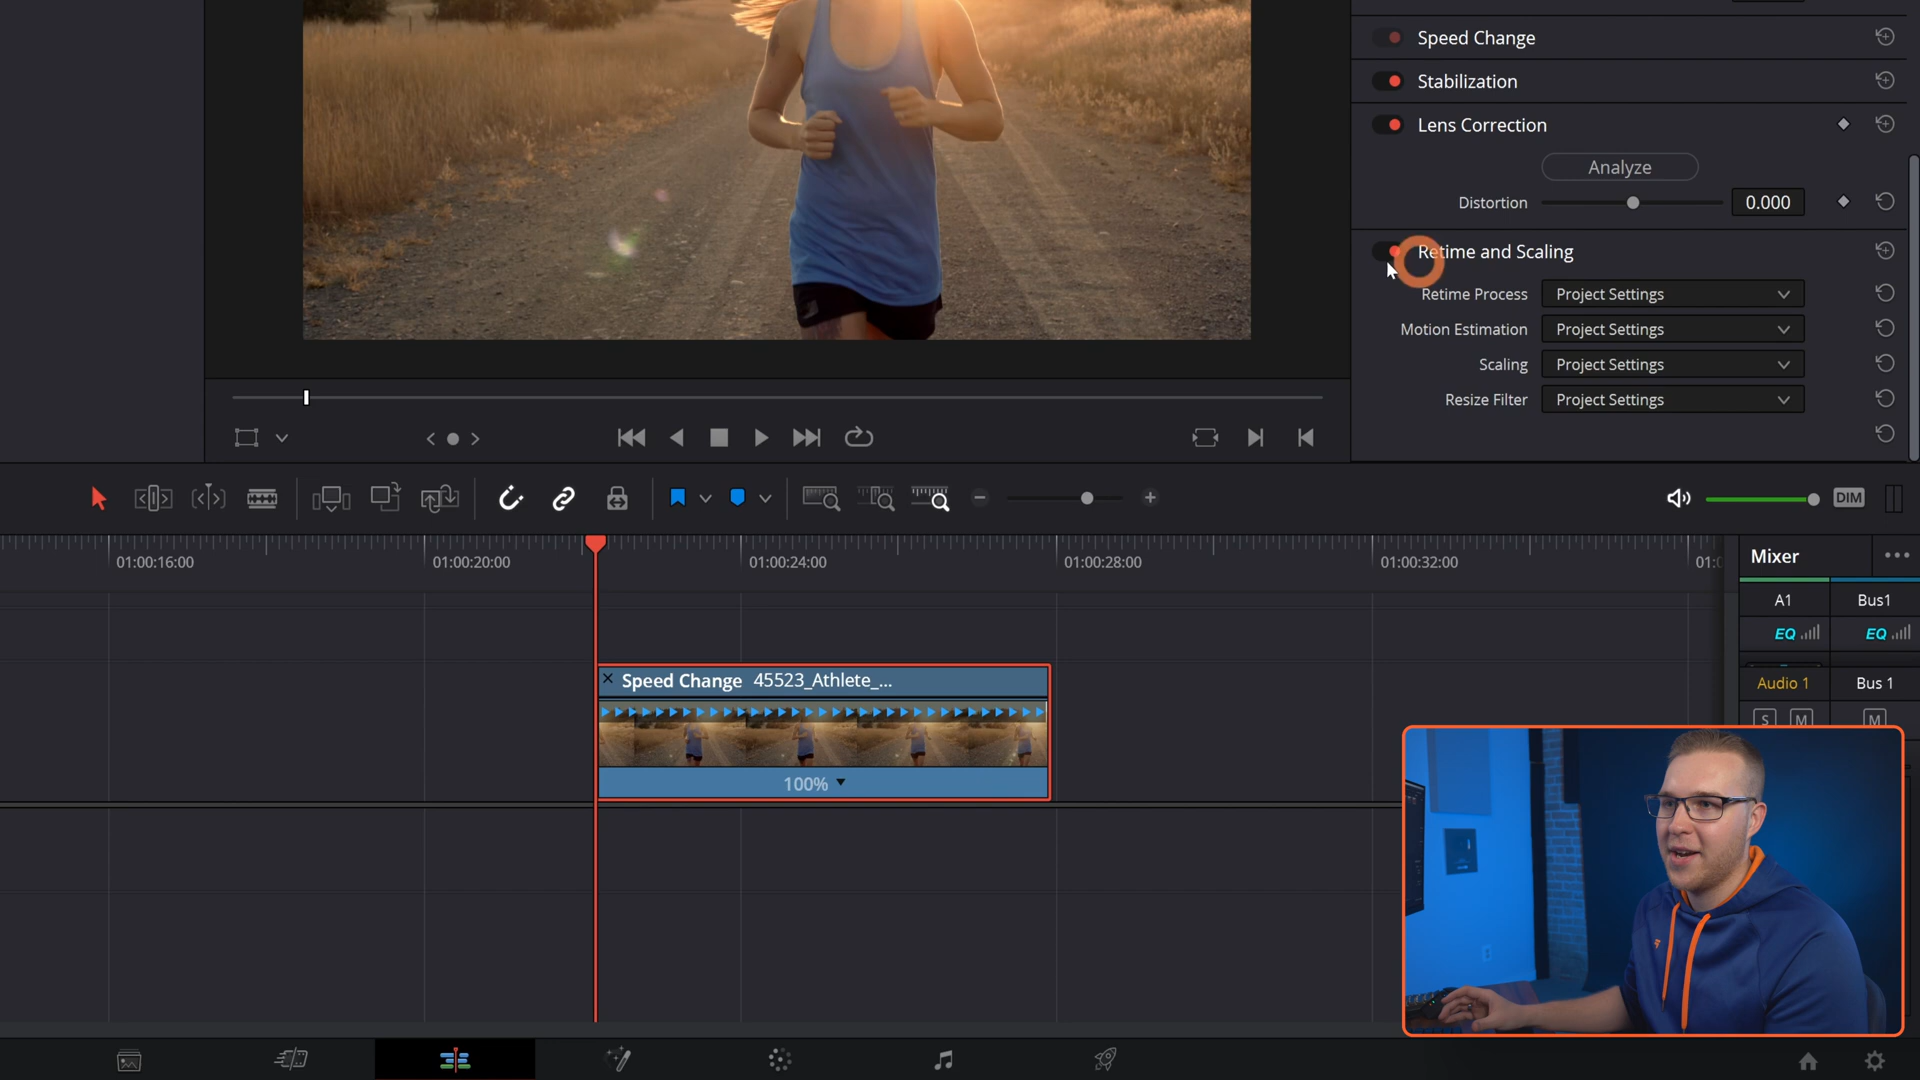 Speed Change
Stabilization
Lens Correction
Analyze
Distortion 0.000
Retime and Scaling
Retime Process Project Settings
Motion Estimation Project Settings
Scaling Project Settings
Resize Filter Project Settings
DIM
01:00:16:00 01:00:20:00 01:00:24:00 01:00:28:00 01:00:32:00 01:0
Mixer
A1 Bus1
EQ EQ
Speed Change 45523_Athlete_...
Audio 1 Bus 1
S M M
100%